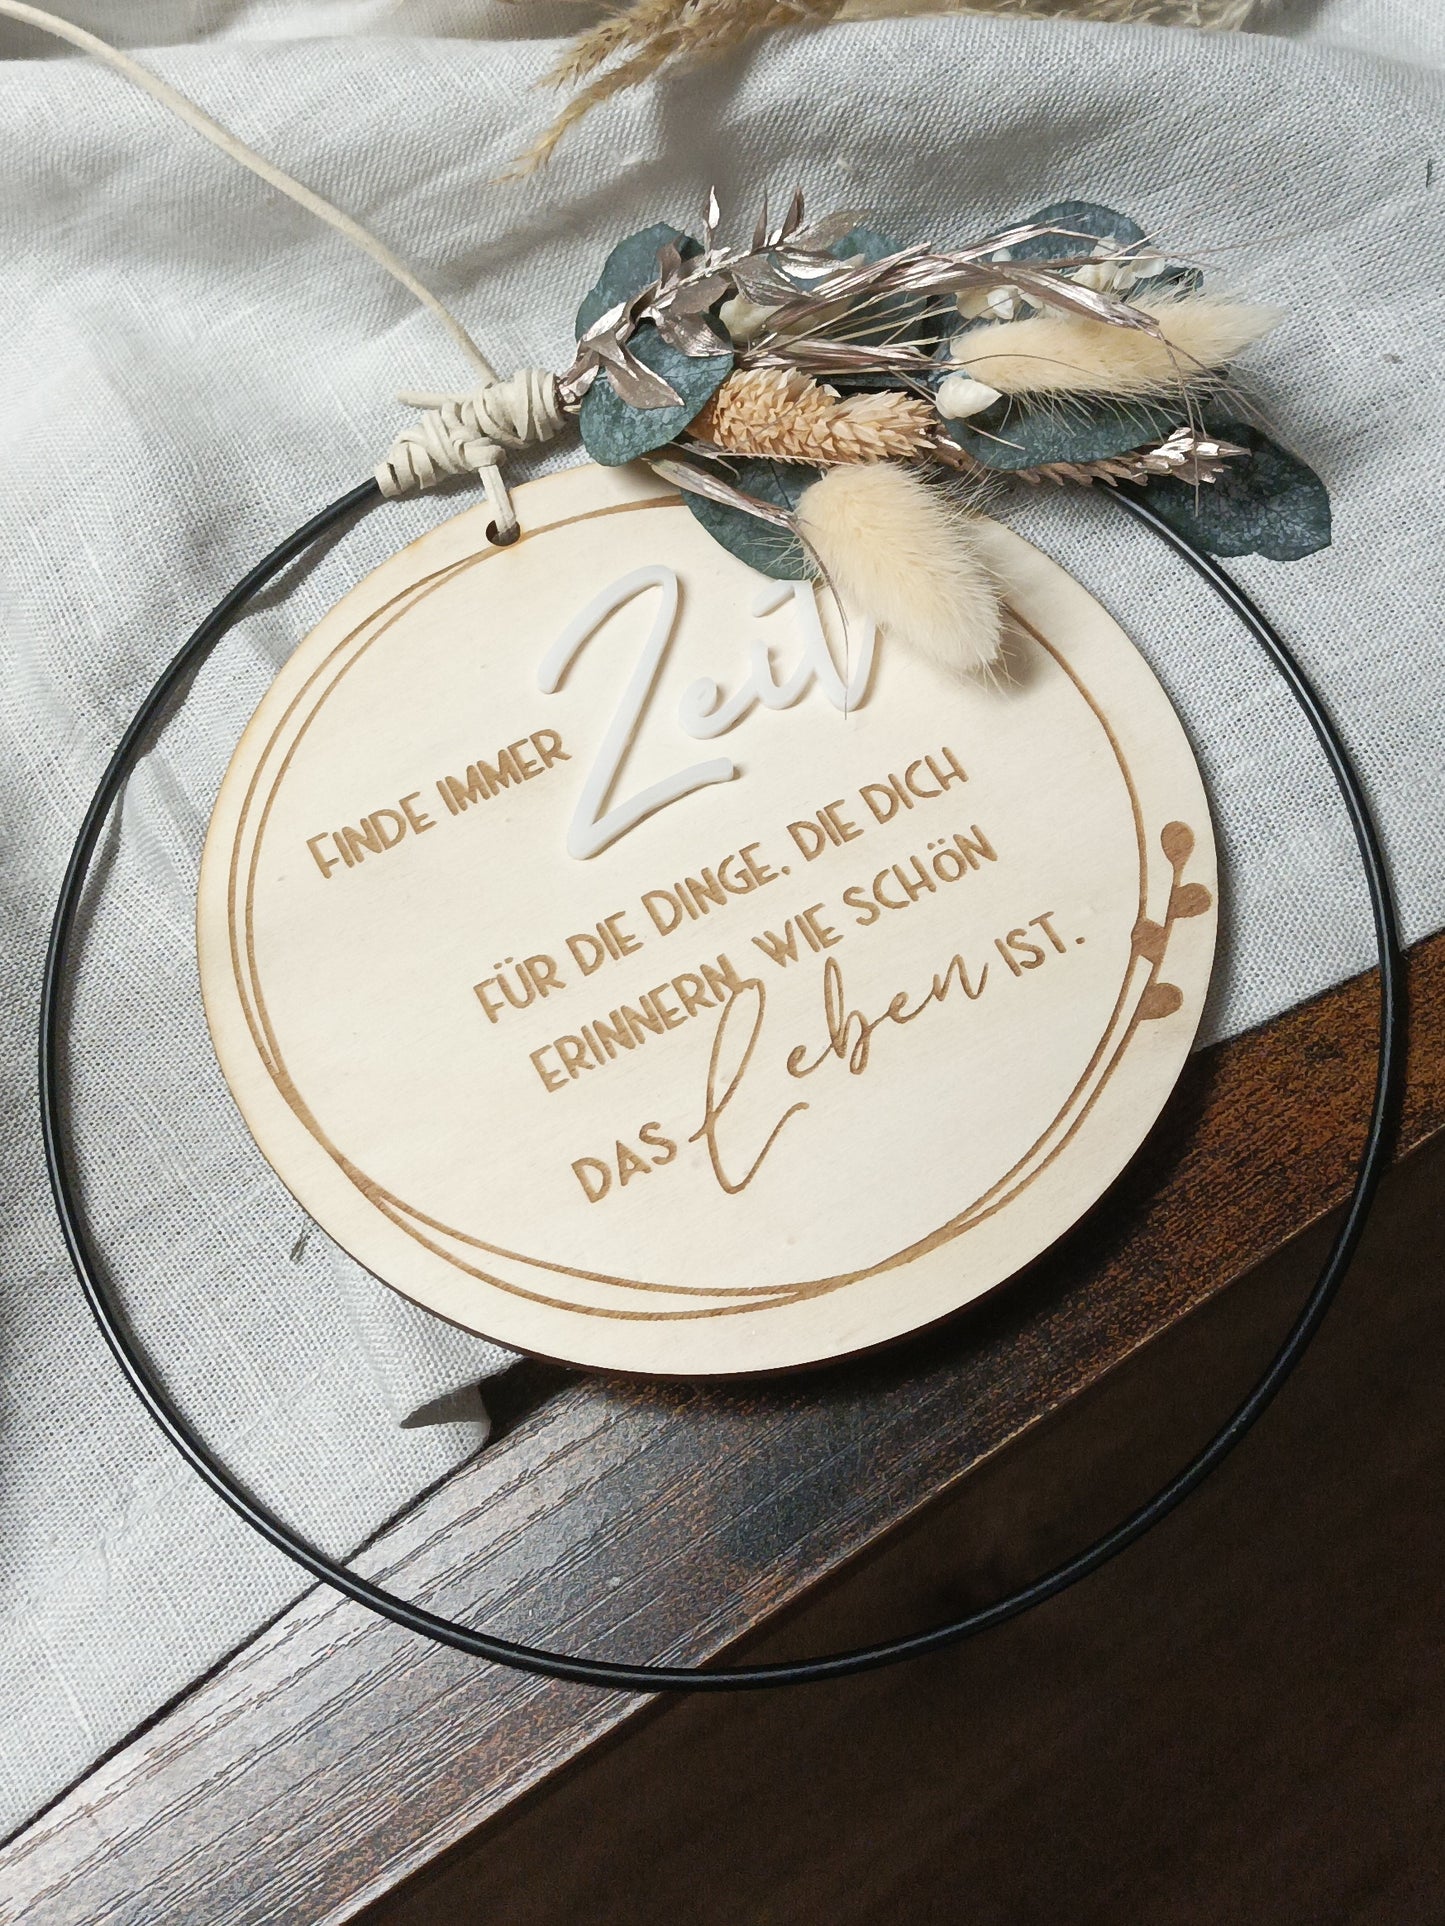 FINDE IMMER Zeit
FÜR DIE DINGE, DIE DICH
ERINNERN, WIE SCHÖN
DAS Leben IST.